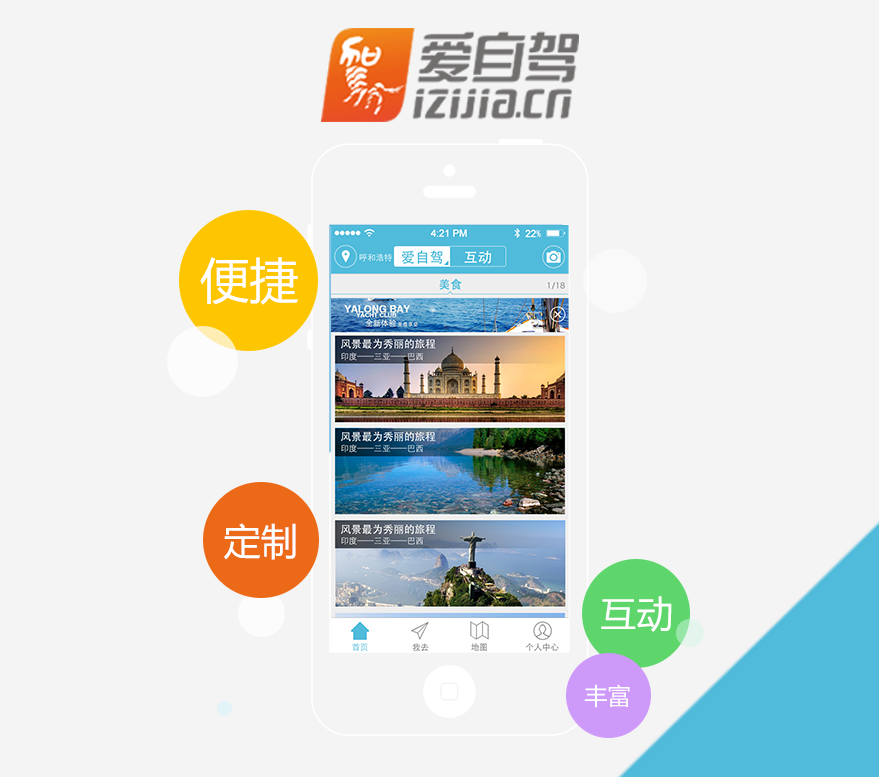 爱自驾
izijia.cn
便捷
4:21 PM
22%
呼和浩特
爱自驾
互动
美食
1/18
YALONG BAY
YACHT CLUB
全新体验
风景最为秀丽的旅程
印度——三亚——巴西
风景最为秀丽的旅程
印度——三亚——巴西
定制
风景最为秀丽的旅程
印度——三亚——巴西
互动
首页
我去
地图
个人中心
丰富